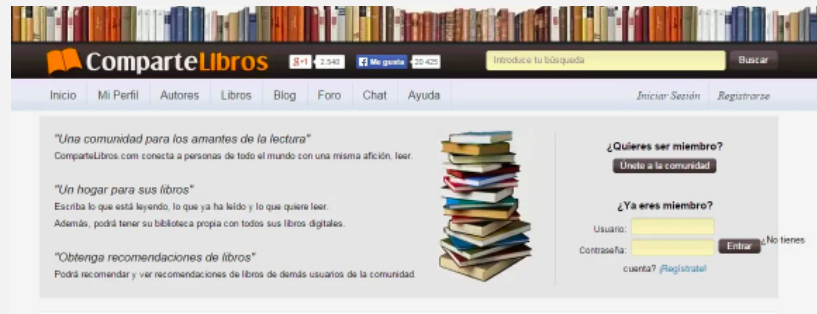 ComparteLibros
g+1 2.540 Me gusta 20 425
Introduce tu búsqueda Buscar
Inicio Mi Perfil Autores Libros Blog Foro Chat Ayuda Iniciar Sesión Registrarse
"Una comunidad para los amantes de la lectura"
ComparteLibros.com conecta a personas de todo el mundo con una misma afición, leer.
"Un hogar para sus libros"
Escriba lo que está leyendo, lo que ya ha leído y lo que quiere leer.
Además, podrá tener su biblioteca propia con todos sus libros digitales.
"Obtenga recomendaciones de libros"
Podrá recomendar y ver recomendaciones de libros de demás usuarios de la comunidad.
¿Quieres ser miembro?
Únete a la comunidad
¿Ya eres miembro?
Usuario:
Contraseña: Entrar ¿No tienes
cuenta? ¡Regístrate!